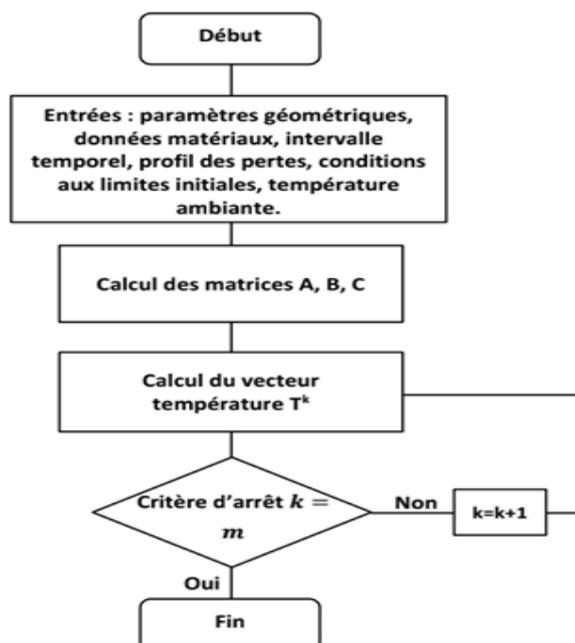 Début
Entrées : paramètres géométriques,
données matériaux, intervalle
temporel, profil des pertes, conditions
aux limites initiales, température
ambiante.
Calcul des matrices A, B, C
Calcul du vecteur
température Tᵏ
Critère d’arrêt k =
m
Non
k=k+1
Oui
Fin